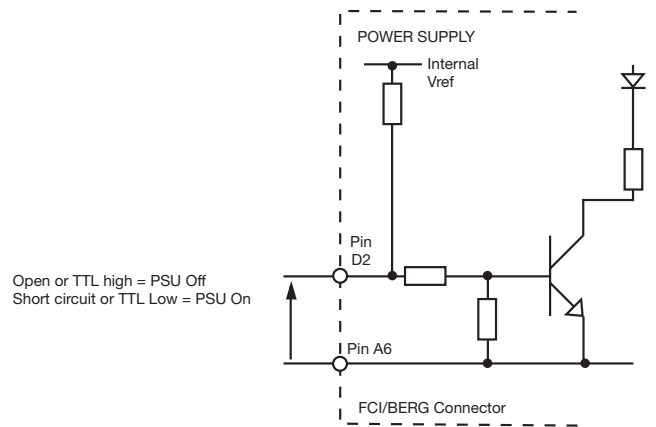 POWER SUPPLY
Internal
Vref
Pin
D2
Open or TTL high = PSU Off
Short circuit or TTL Low = PSU On
Pin A6
FCI/BERG Connector